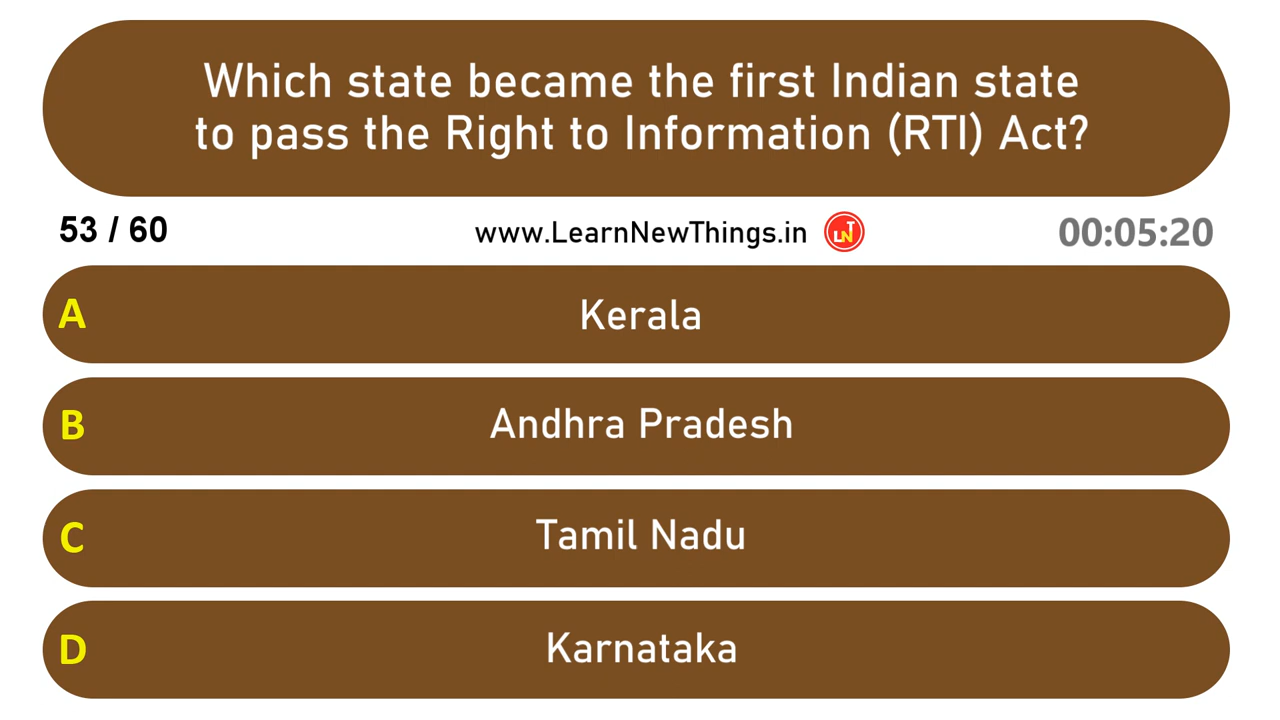 Which state became the first Indian state
to pass the Right to Information (RTI) Act?
53 / 60
www.LearnNewThings.in
LNT
00:05:20
A
Kerala
B
Andhra Pradesh
C
Tamil Nadu
D
Karnataka